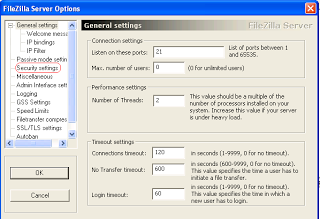 FileZilla Server Options
General settings
Welcome messa
IP bindings
IP Filter
Passive mode settin
Security settings
Miscellaneous
Admin Interface sett
Logging
GSS Settings
Speed Limits
Filetransfer compres
SSL/TLS settings
Autoban
OK
Cancel
General settings
FileZilla Server
Connection settings
Listen on these ports: 21 List of ports between 1
and 65535.
Max. number of users: 0 (0 for unlimited users)
Performance settings
Number of Threads: 2 This value should be a multiple of the
number of processors installed on your
system. Increase this value if your server
is under heavy load.
Timeout settings
Connections timeout: 120 in seconds (1-9999, 0 for no timeout).
No Transfer timeout: 600 in seconds (600-9999, 0 for no timeout).
This value specifies the time a user has to
initiate a file transfer.
Login timeout: 60 in seconds (1-9999, 0 for no timeout).
This value specifies the time in which a
new user has to login.